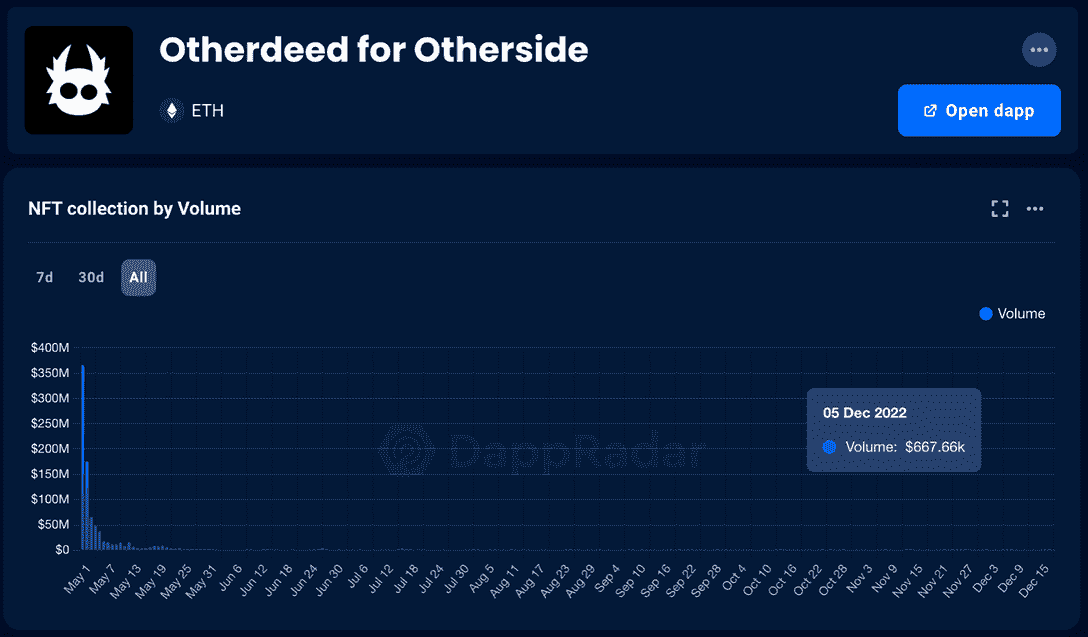 Otherdeed for Otherside
ETH
Open dapp
NFT collection by Volume
7d 30d All
Volume
$400M
$350M
$300M
$250M
$200M
$150M
$100M
$50M
$0
05 Dec 2022
Volume: $667.66k
DappRadar
May 1 May 7 May 13 May 19 May 25 May 31 Jun 6 Jun 12 Jun 18 Jun 24 Jun 30 Jul 6 Jul 12 Jul 18 Jul 24 Jul 30 Aug 5 Aug 11 Aug 17 Aug 23 Aug 29 Sep 4 Sep 10 Sep 16 Sep 22 Sep 28 Oct 4 Oct 10 Oct 16 Oct 22 Oct 28 Nov 3 Nov 9 Nov 15 Nov 21 Nov 27 Dec 3 Dec 9 Dec 15